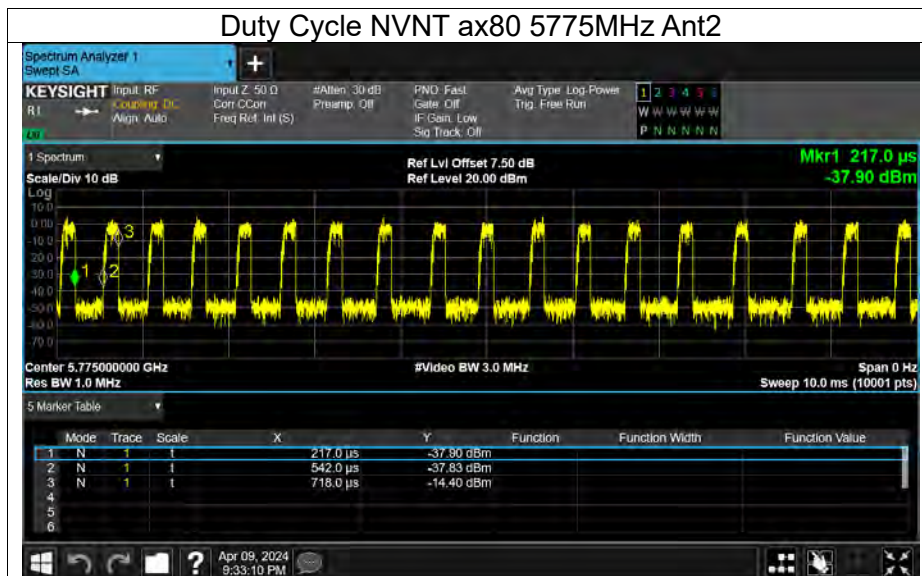 Duty Cycle NVNT ax80 5775MHz Ant2
Spectrum Analyzer 1
Swept SA
+
KEYSIGHT Input: RF Input Z: 50 Ω #Atten: 30 dB PNO: Fast Avg Type: Log-Power 1 2 3 4 5 6
R1 Coupling: DC Corr CCorr Preamp: Off Gate: Off Trig: Free Run W W W W W W
Align: Auto Freq Ref: Int (S) IF Gain: Low P N N N N N
Sig Track: Off
1 Spectrum Ref Lvl Offset 7.50 dB Mkr1 217.0 µs
Scale/Div 10 dB Ref Level 20.00 dBm -37.90 dBm
Log
10.0
0.00
-10.0
-20.0
-30.0
-40.0
-50.0
-60.0
-70.0
1 2 3
Center 5.775000000 GHz #Video BW 3.0 MHz Span 0 Hz
Res BW 1.0 MHz Sweep 10.0 ms (10001 pts)
5 Marker Table
Mode Trace Scale X Y Function Function Width Function Value
1 N 1 t 217.0 µs -37.90 dBm
2 N 1 t 542.0 µs -37.83 dBm
3 N 1 t 718.0 µs -14.40 dBm
4
5
6
? Apr 09, 2024
9:33:10 PM